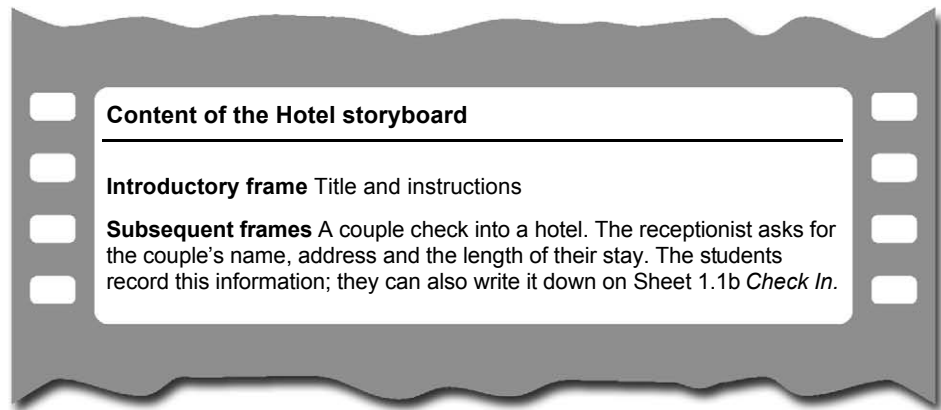 Content of the Hotel storyboard
Introductory frame Title and instructions
Subsequent frames A couple check into a hotel. The receptionist asks for
the couple's name, address and the length of their stay. The students
record this information; they can also write it down on Sheet 1.1b Check In.